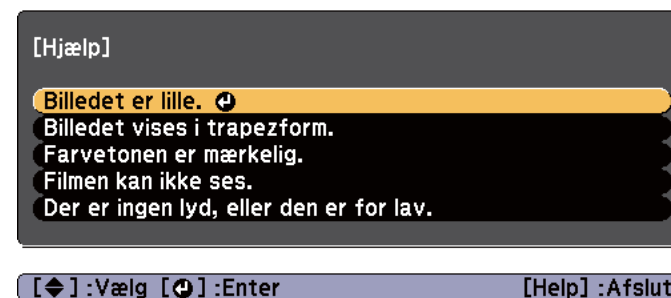 [Hjælp]
Billedet er lille.
Billedet vises i trapezform.
Farvetonen er mærkelig.
Filmen kan ikke ses.
Der er ingen lyd, eller den er for lav.
[◆] :Vælg [⏎] :Enter [Help] :Afslut